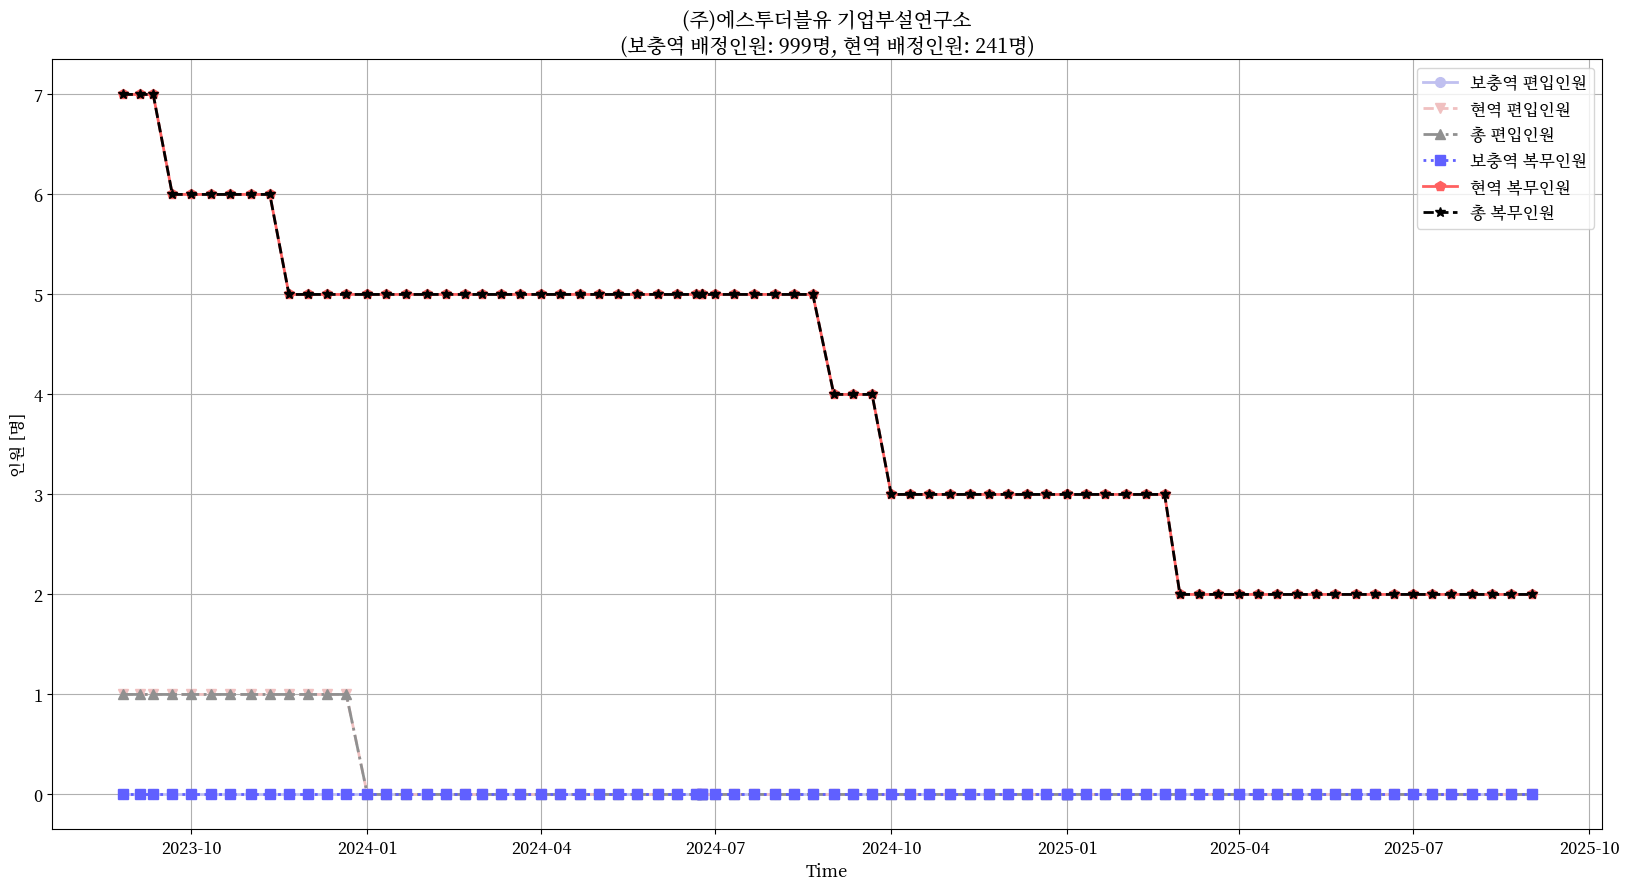 (주)에스투더블유 기업부설연구소
(보충역 배정인원: 999명, 현역 배정인원: 241명)
보충역 편입인원
현역 편입인원
총 편입인원
보충역 복무인원
현역 복무인원
총 복무인원
인원 [명]
7
6
5
4
3
2
1
0
2023-10
2024-01
2024-04
2024-07
2024-10
2025-01
2025-04
2025-07
2025-10
Time